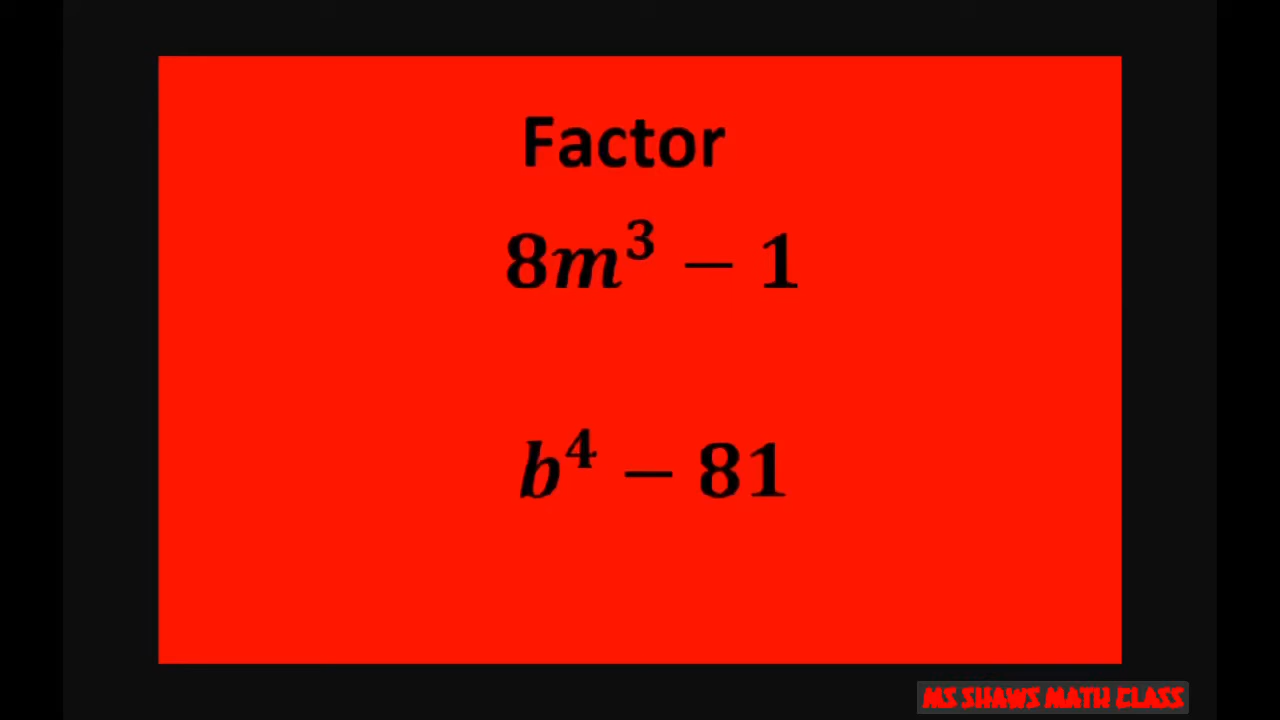 Factor
8m³ − 1
b⁴ − 81
MS SHAWS MATH CLASS